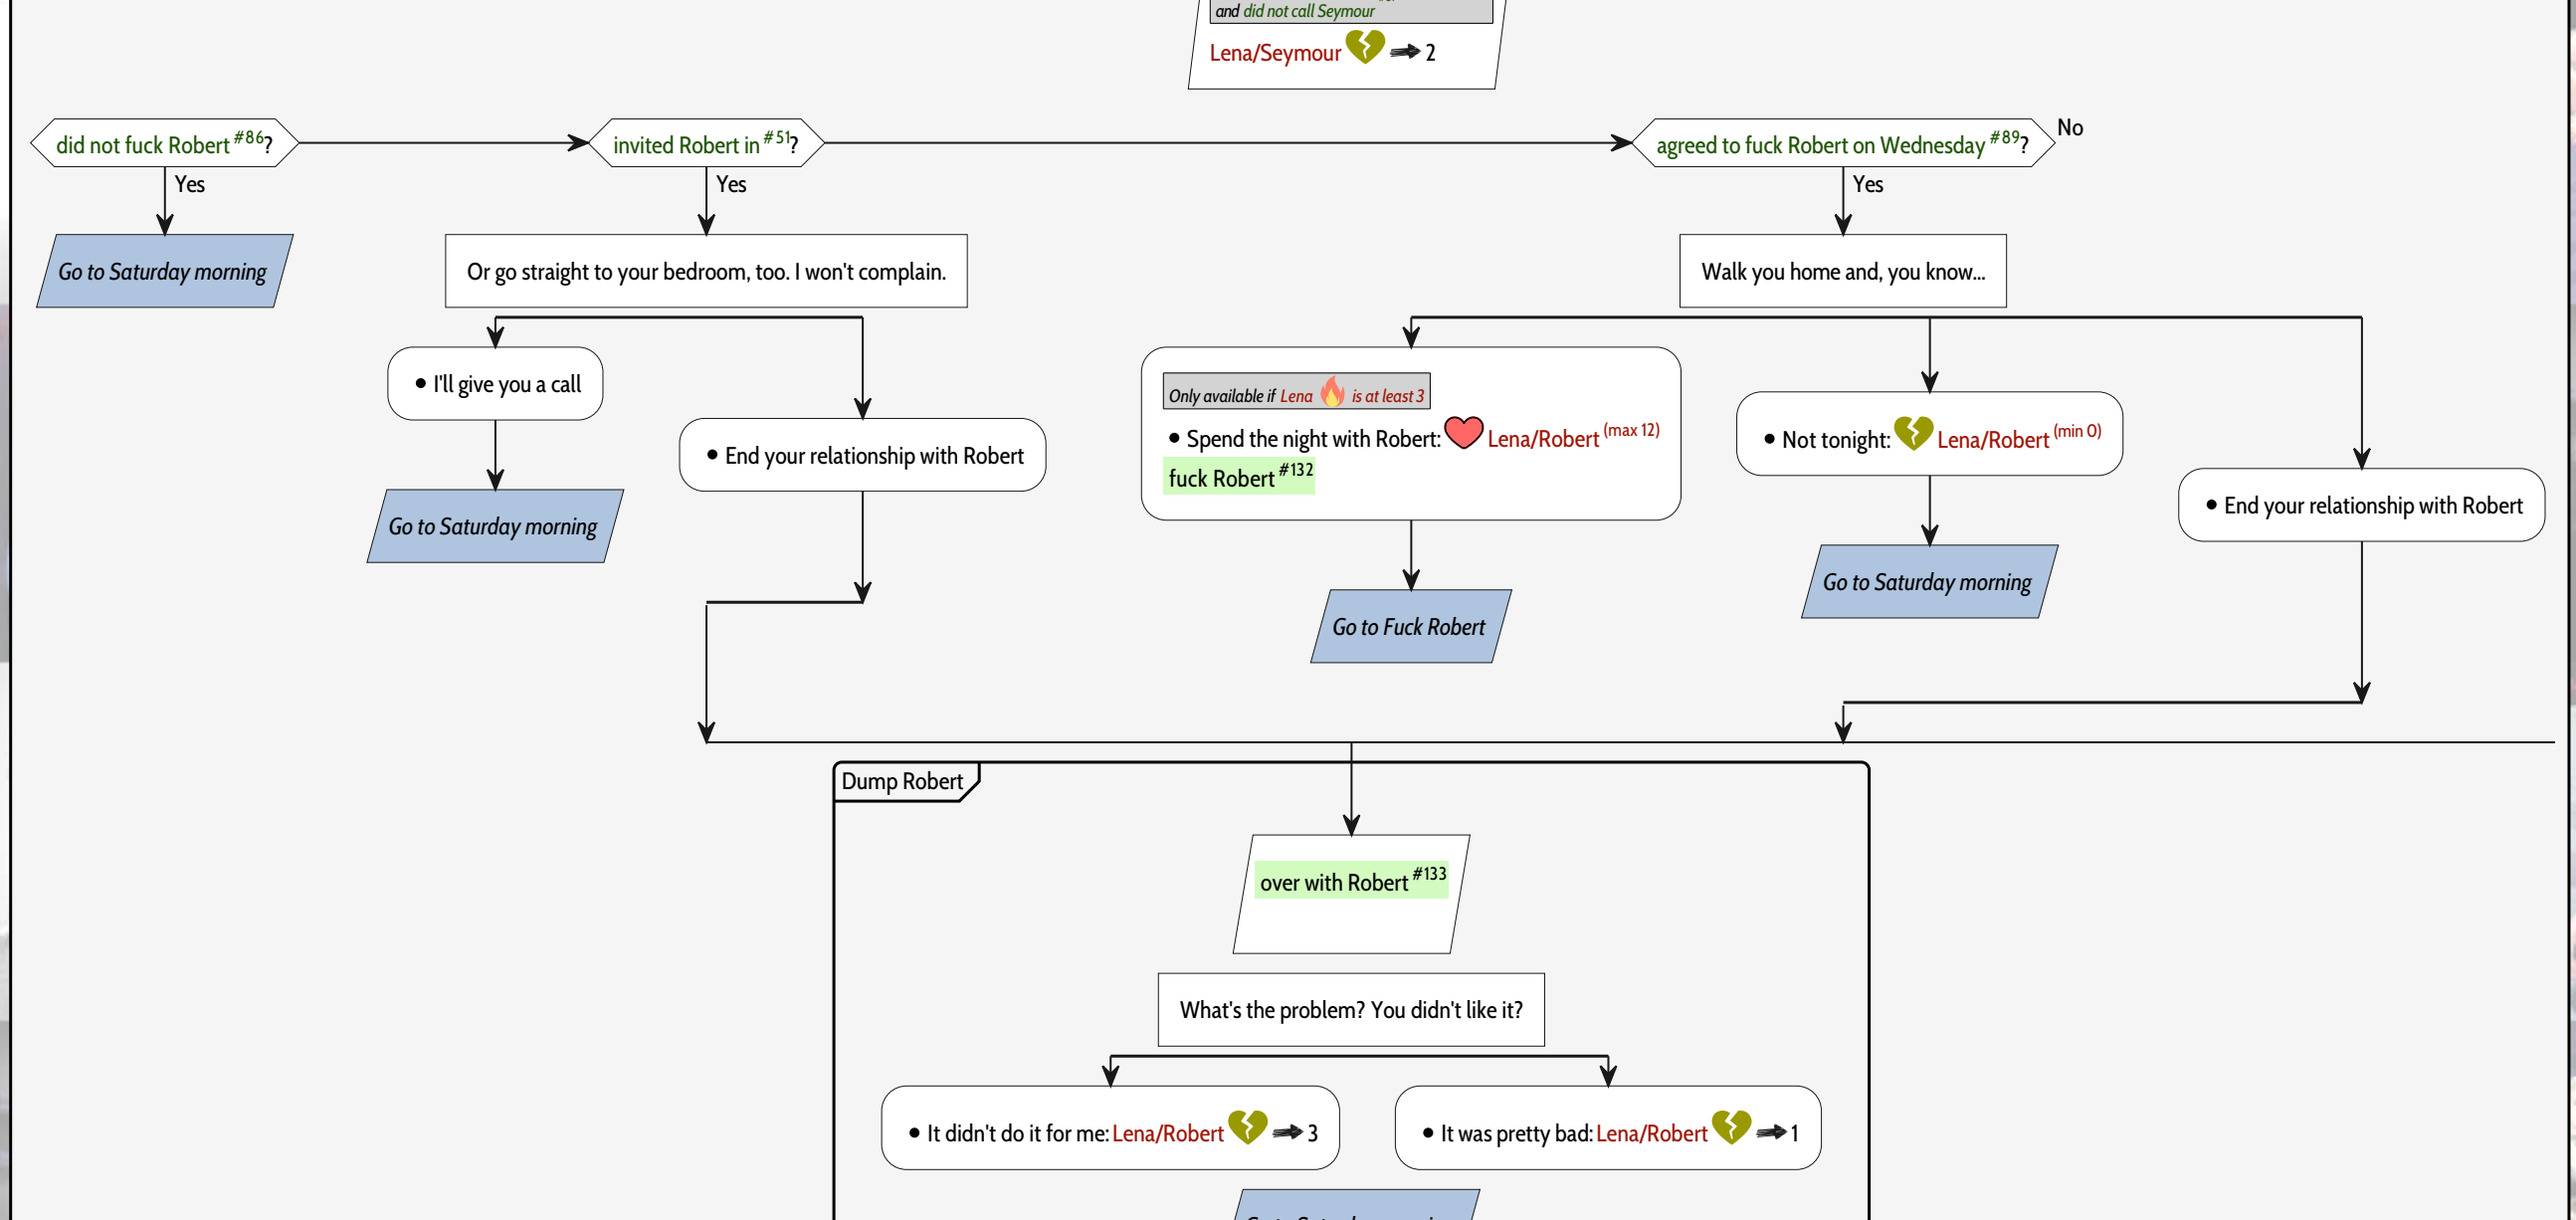 and did not call Seymour
Lena/Seymour 2
did not fuck Robert #86?
invited Robert in #51?
agreed to fuck Robert on Wednesday #89?
No
Yes
Yes
Yes
Go to Saturday morning
Or go straight to your bedroom, too. I won't complain.
Walk you home and, you know...
• I'll give you a call
• End your relationship with Robert
Go to Saturday morning
Only available if Lena is at least 3
• Spend the night with Robert: Lena/Robert (max 12)
fuck Robert #132
Go to Fuck Robert
• Not tonight: Lena/Robert (min 0)
Go to Saturday morning
• End your relationship with Robert
Dump Robert
over with Robert #133
What's the problem? You didn't like it?
• It didn't do it for me: Lena/Robert 3
• It was pretty bad: Lena/Robert 1